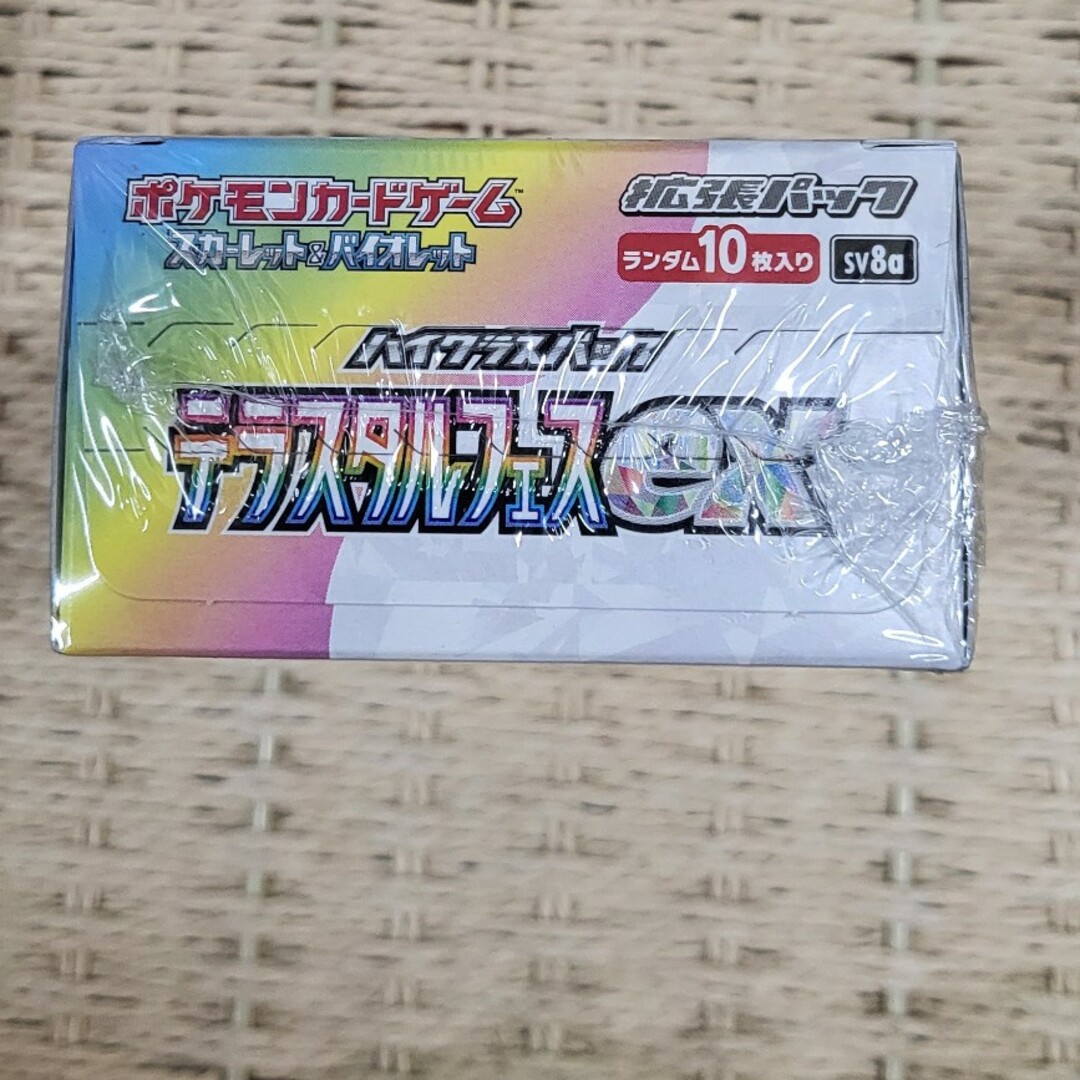 ポケモンカードゲーム™
スカーレット&バイオレット
拡張パック
ランダム10枚入り
sv8a
ハイクラスパック
テラスタルフェスex